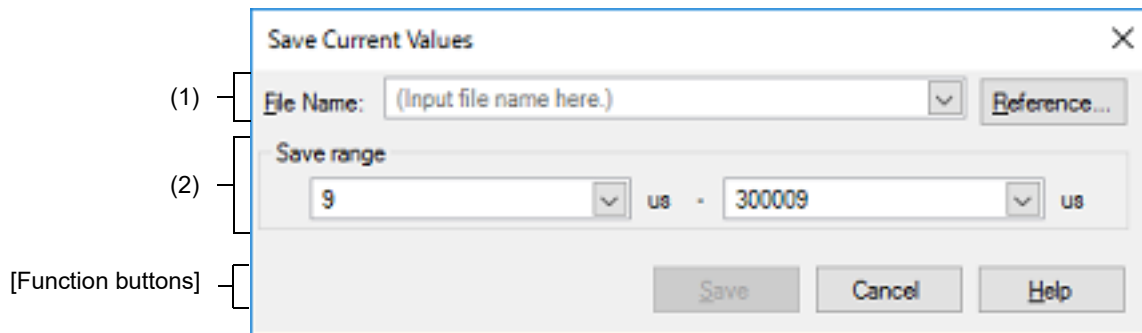 Save Current Values
(1) File Name: (Input file name here.) Reference...
Save range
(2) 9 us - 300009 us
[Function buttons] Save Cancel Help